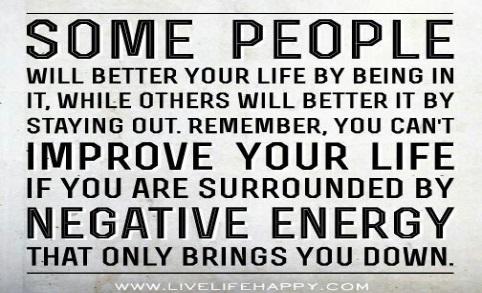 SOME PEOPLE
WILL BETTER YOUR LIFE BY BEING IN
IT, WHILE OTHERS WILL BETTER IT BY
STAYING OUT. REMEMBER, YOU CAN'T
IMPROVE YOUR LIFE
IF YOU ARE SURROUNDED BY
NEGATIVE ENERGY
THAT ONLY BRINGS YOU DOWN.
WWW.LIVELIFEHAPPY.COM